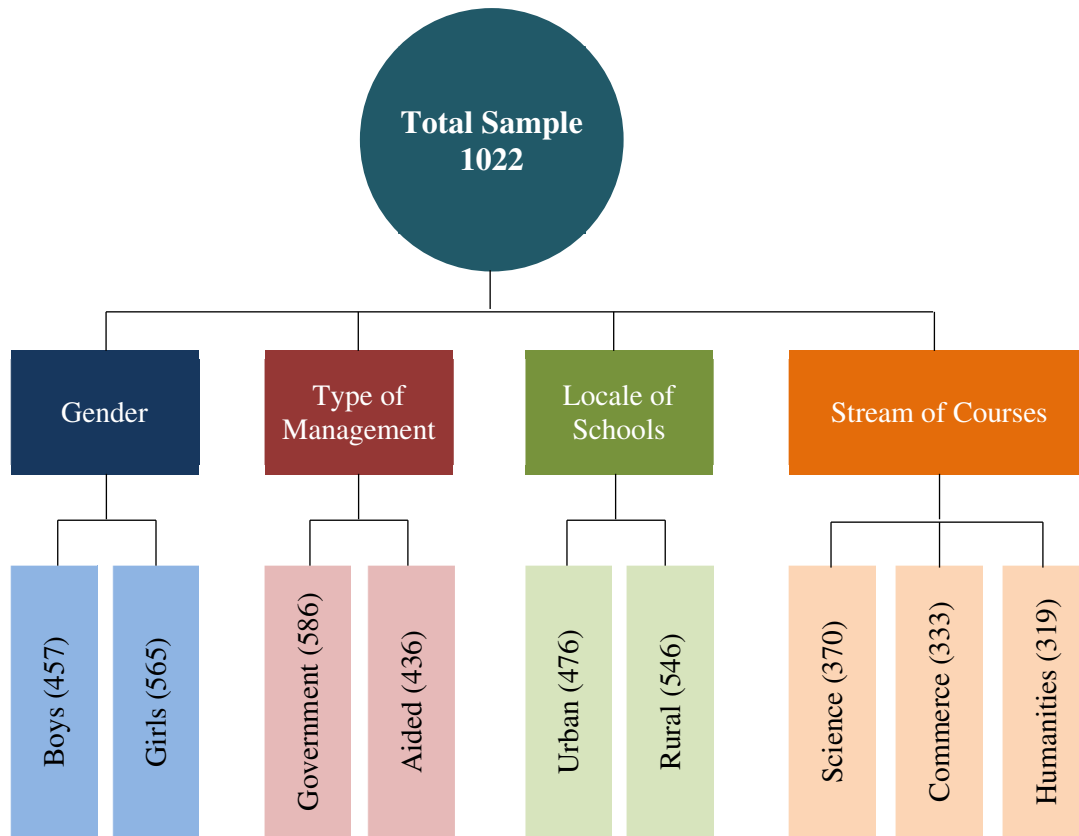 Total Sample
1022
Gender
Type of
Management
Locale of
Schools
Stream of Courses
Boys (457)
Girls (565)
Government (586)
Aided (436)
Urban (476)
Rural (546)
Science (370)
Commerce (333)
Humanities (319)